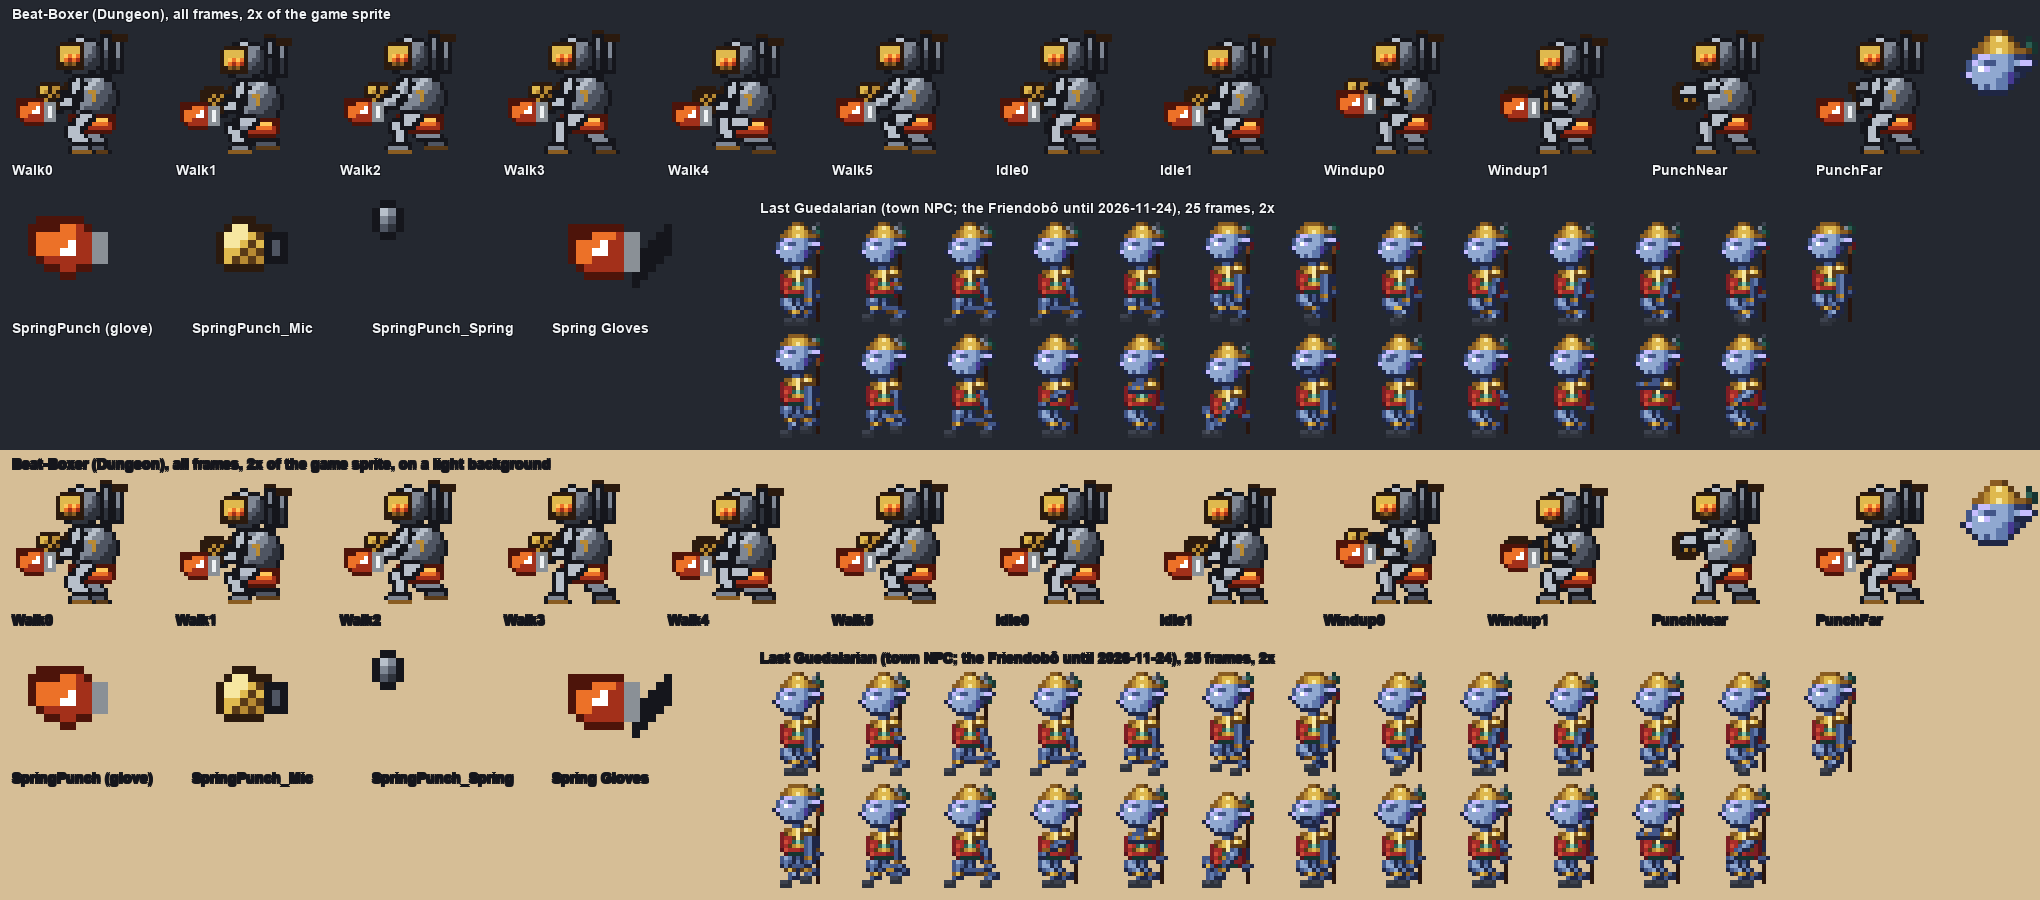 Beat-Boxer (Dungeon), all frames, 2x of the game sprite
Walk0 Walk1 Walk2 Walk3 Walk4 Walk5 Idle0 Idle1 Windup0 Windup1 PunchNear PunchFar
Last Guedalarian (town NPC; the Friendobô until 2026-11-24), 25 frames, 2x
SpringPunch (glove) SpringPunch_Mic SpringPunch_Spring Spring Gloves
Beat-Boxer (Dungeon), all frames, 2x of the game sprite, on a light background
Walk0 Walk1 Walk2 Walk3 Walk4 Walk5 Idle0 Idle1 Windup0 Windup1 PunchNear PunchFar
Last Guedalarian (town NPC; the Friendobô until 2026-11-24), 25 frames, 2x
SpringPunch (glove) SpringPunch_Mic SpringPunch_Spring Spring Gloves